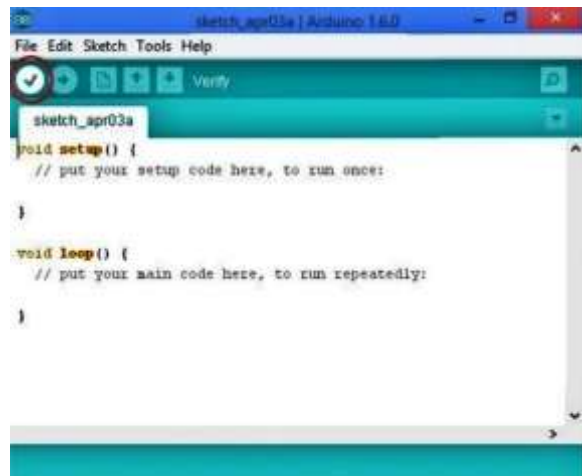 sketch_apr03a | Arduino 1.6.0
File Edit Sketch Tools Help
Verify
sketch_apr03a
void setup() {
// put your setup code here, to run once:
}
void loop() {
// put your main code here, to run repeatedly:
}